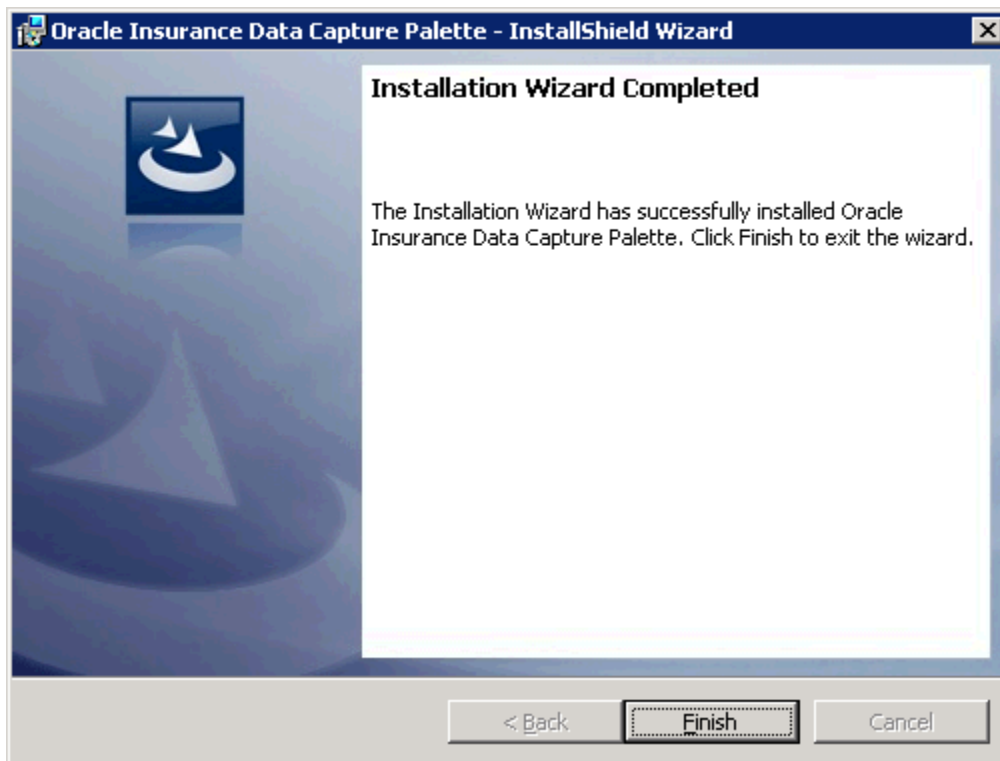 Oracle Insurance Data Capture Palette - InstallShield Wizard
Installation Wizard Completed
The Installation Wizard has successfully installed Oracle
Insurance Data Capture Palette. Click Finish to exit the wizard.
< Back
Finish
Cancel